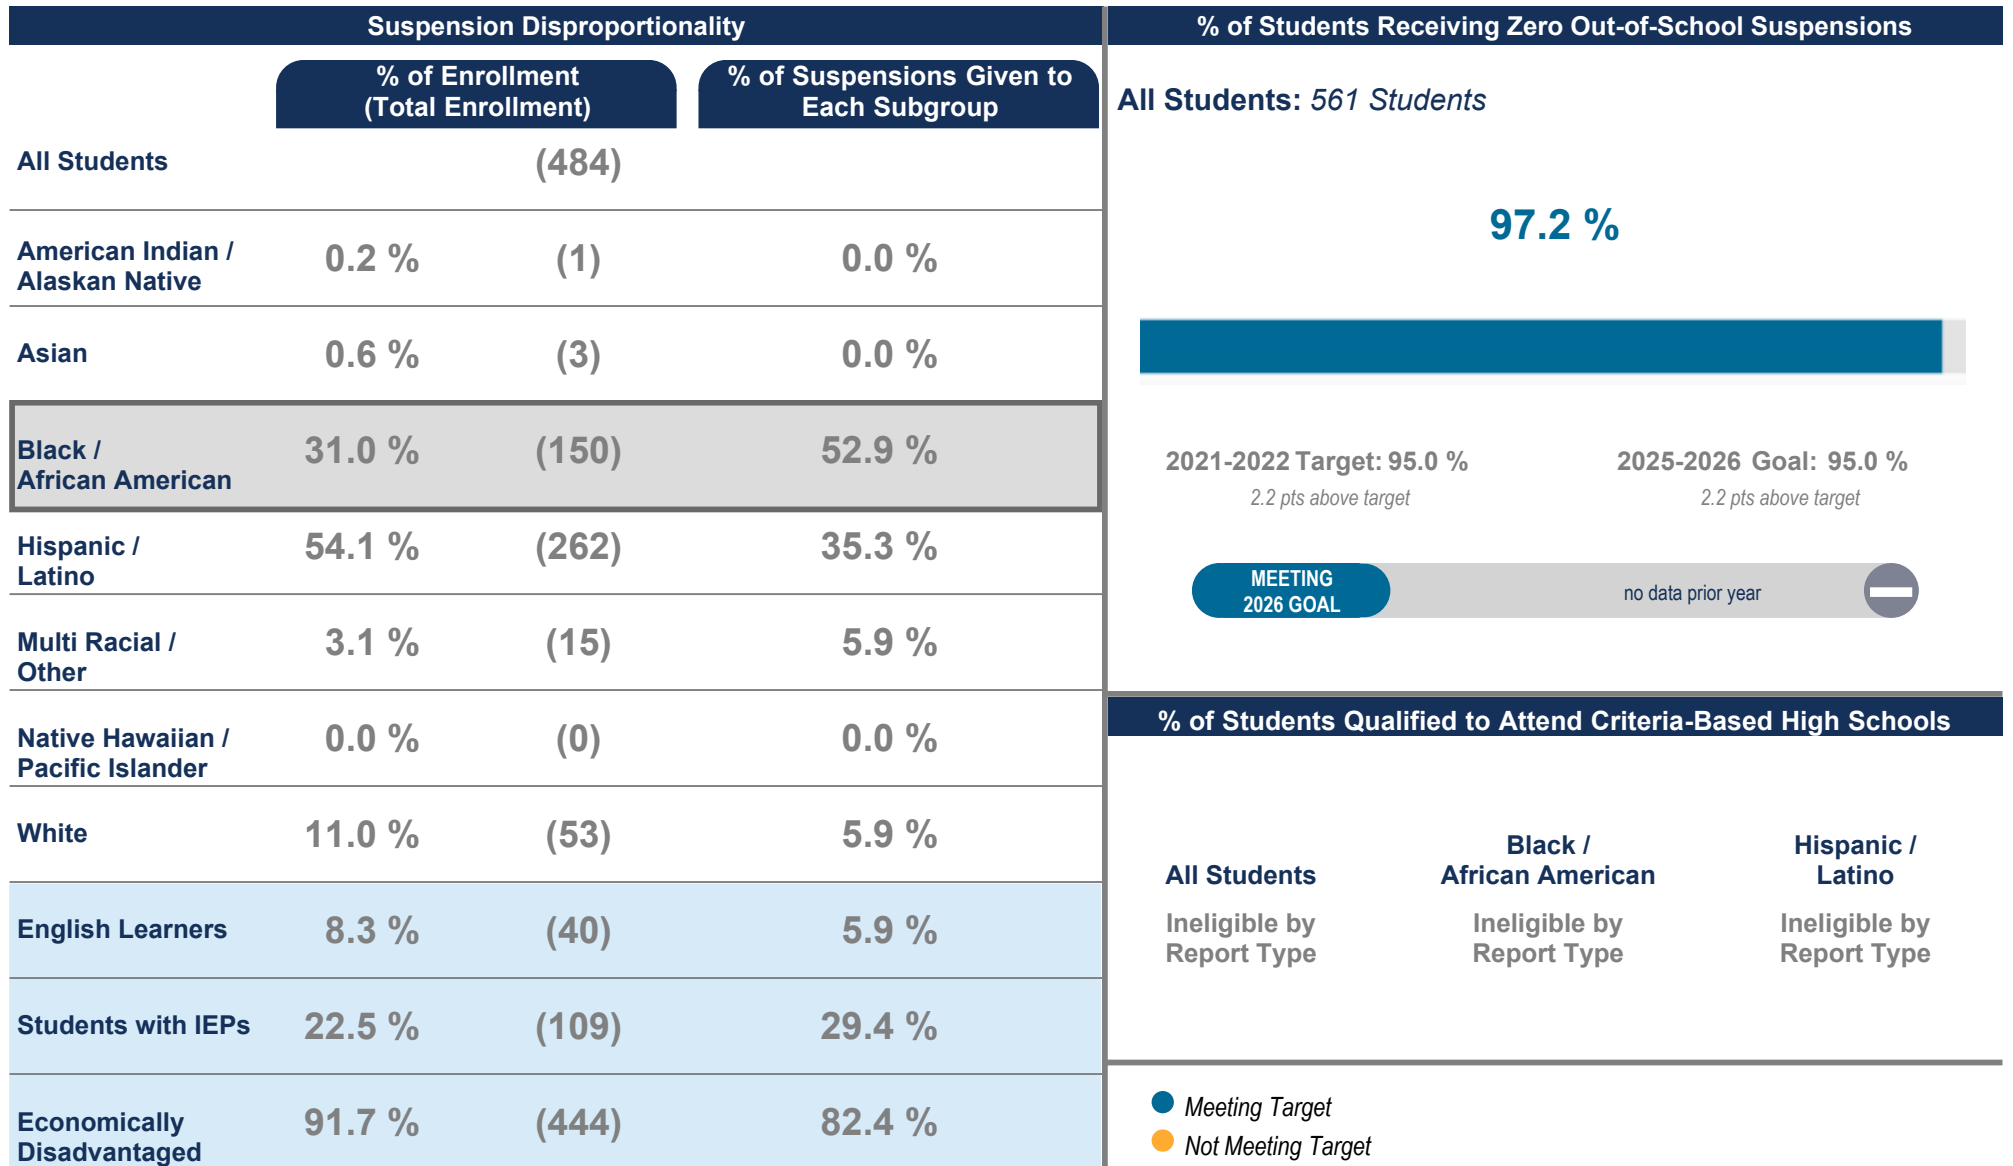 Suspension Disproportionality
% of Enrollment
(Total Enrollment)
% of Suspensions Given to
Each Subgroup
All Students (484)
American Indian /
Alaskan Native
0.2 % (1) 0.0 %
Asian 0.6 % (3) 0.0 %
Black /
African American
31.0 % (150) 52.9 %
Hispanic /
Latino
54.1 % (262) 35.3 %
Multi Racial /
Other
3.1 % (15) 5.9 %
Native Hawaiian /
Pacific Islander
0.0 % (0) 0.0 %
White 11.0 % (53) 5.9 %
English Learners 8.3 % (40) 5.9 %
Students with IEPs 22.5 % (109) 29.4 %
Economically
Disadvantaged
91.7 % (444) 82.4 %
% of Students Receiving Zero Out-of-School Suspensions
All Students: 561 Students
97.2 %
2021-2022 Target: 95.0 %
2.2 pts above target
2025-2026 Goal: 95.0 %
2.2 pts above target
MEETING
2026 GOAL
no data prior year
% of Students Qualified to Attend Criteria-Based High Schools
All Students
Ineligible by
Report Type
Black /
African American
Ineligible by
Report Type
Hispanic /
Latino
Ineligible by
Report Type
Meeting Target
Not Meeting Target